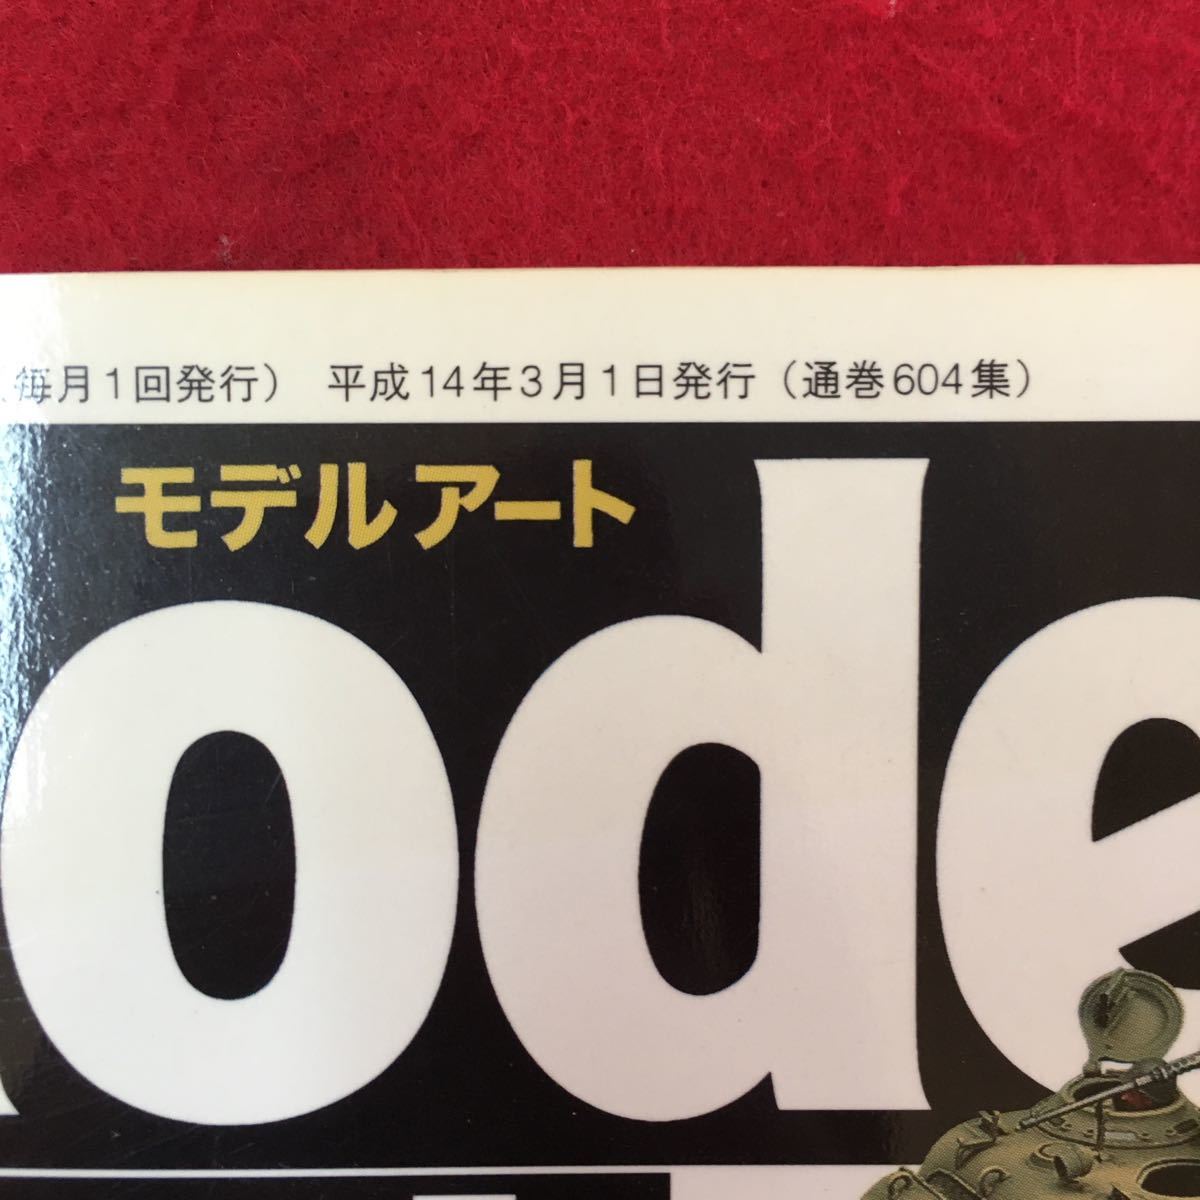 毎月1回発行） 平成14年3月1日発行（通巻604集）
モデルアート
ode